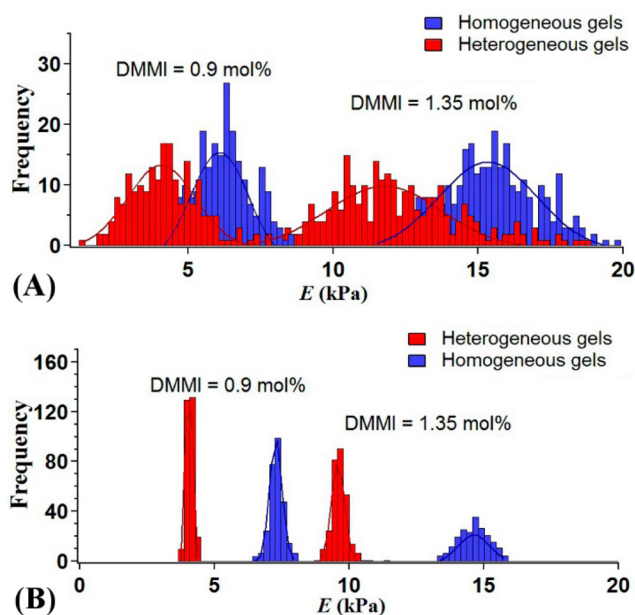 Homogeneous gels
Heterogeneous gels
DMMI = 0.9 mol%
DMMI = 1.35 mol%
Frequency
30
20
10
0
5
10
15
20
E (kPa)
(A)
Heterogeneous gels
Homogeneous gels
DMMI = 0.9 mol%
DMMI = 1.35 mol%
Frequency
160
120
80
40
0
0
5
10
15
20
E (kPa)
(B)